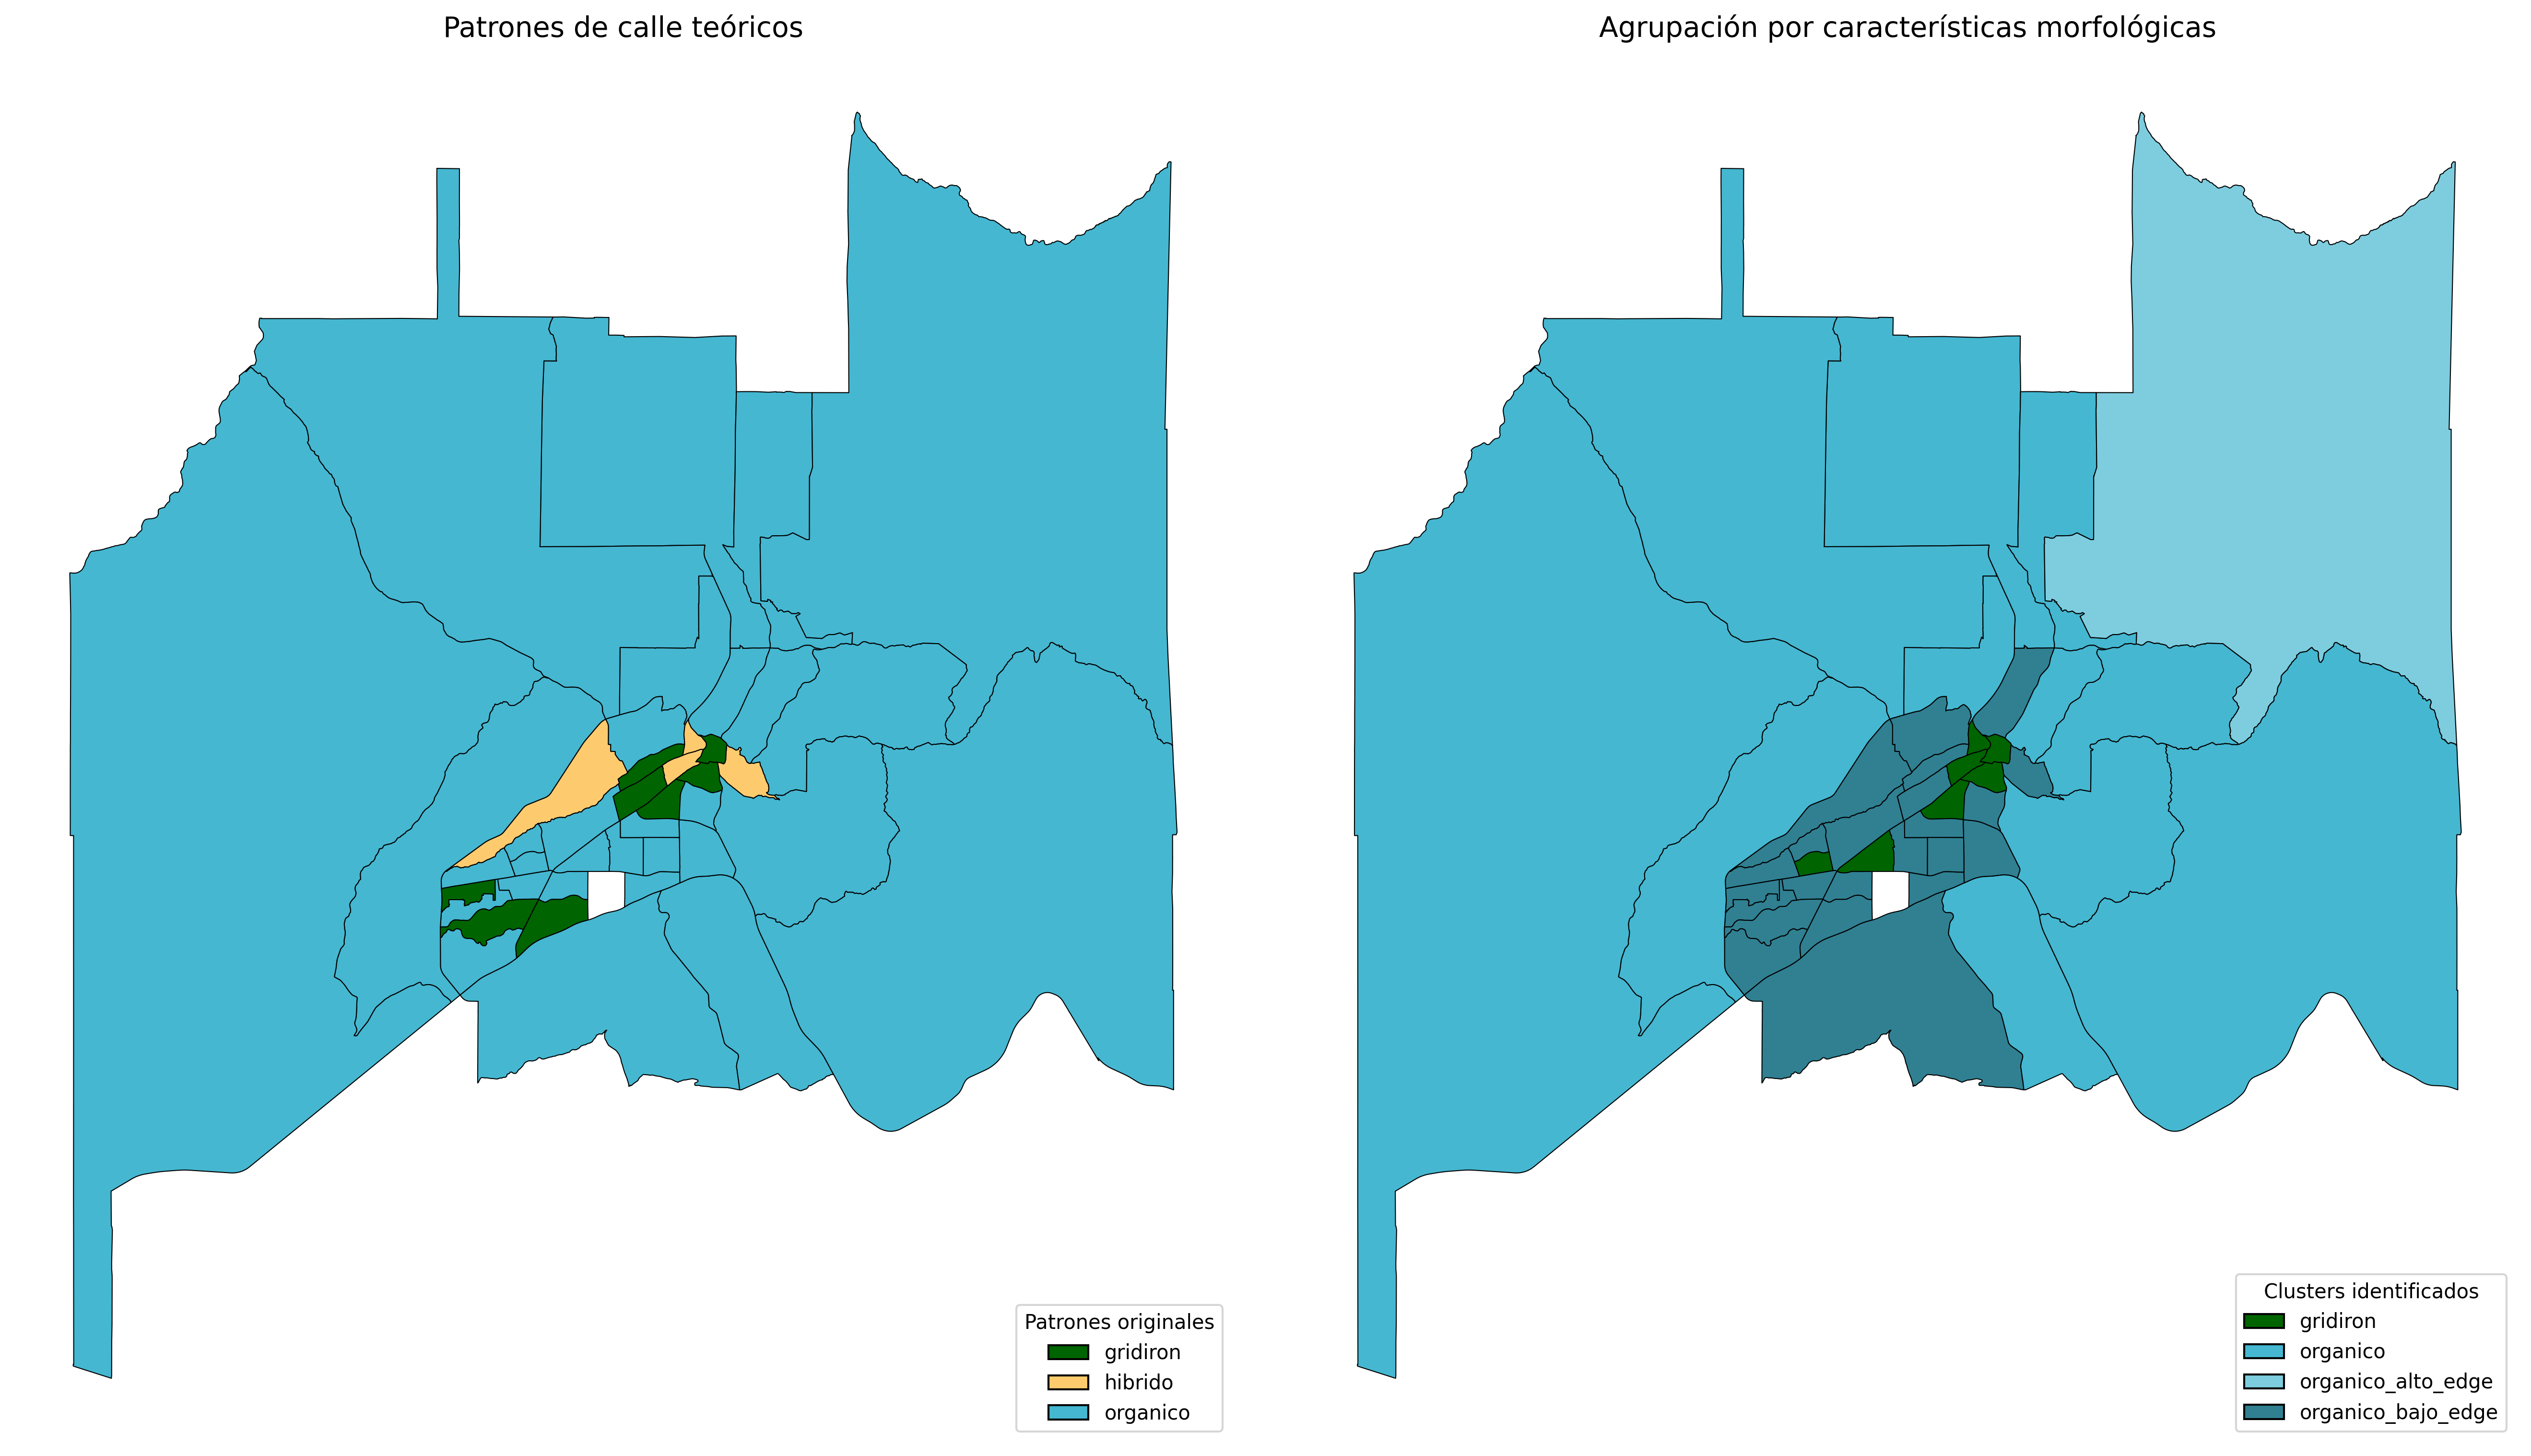 Patrones de calle teóricos
Agrupación por características morfológicas
Patrones originales
gridiron
hibrido
organico
Clusters identificados
gridiron
organico
organico_alto_edge
organico_bajo_edge